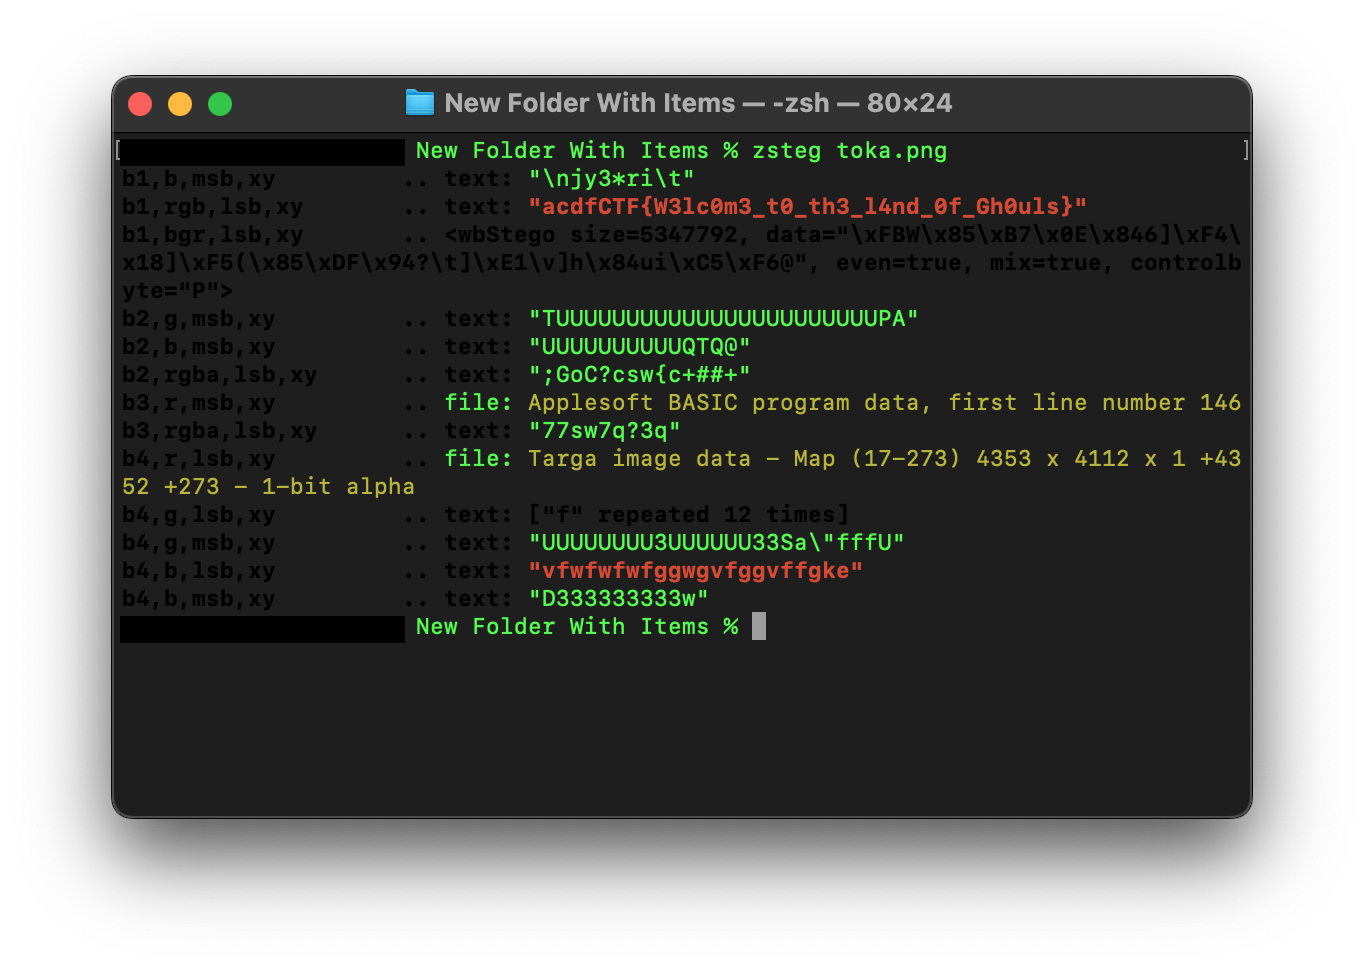 New Folder With Items — -zsh — 80×24
[ New Folder With Items % zsteg toka.png ]
b1,b,msb,xy .. text: "\njy3*ri\t"
b1,rgb,lsb,xy .. text: "acdfCTF{W3lc0m3_t0_th3_l4nd_0f_Gh0uls}"
b1,bgr,lsb,xy .. <wbStego size=5347792, data="\xFBW\x85\xB7\x0E\x846]\xF4\
x18]\xF5(\x85\xDF\x94?\t]\xE1\v]h\x84ui\xC5\xF6@", even=true, mix=true, controlb
yte="P">
b2,g,msb,xy .. text: "TUUUUUUUUUUUUUUUUUUUUUUUPA"
b2,b,msb,xy .. text: "UUUUUUUUUUQTQ@"
b2,rgba,lsb,xy .. text: ";GoC?csw{c+##+"
b3,r,msb,xy .. file: Applesoft BASIC program data, first line number 146
b3,rgba,lsb,xy .. text: "77sw7q?3q"
b4,r,lsb,xy .. file: Targa image data - Map (17-273) 4353 x 4112 x 1 +43
52 +273 - 1-bit alpha
b4,g,lsb,xy .. text: ["f" repeated 12 times]
b4,g,msb,xy .. text: "UUUUUUUU3UUUUUU33Sa\"fffU"
b4,b,lsb,xy .. text: "vfwfwfwfggwgvfggvffgke"
b4,b,msb,xy .. text: "D333333333w"
New Folder With Items %